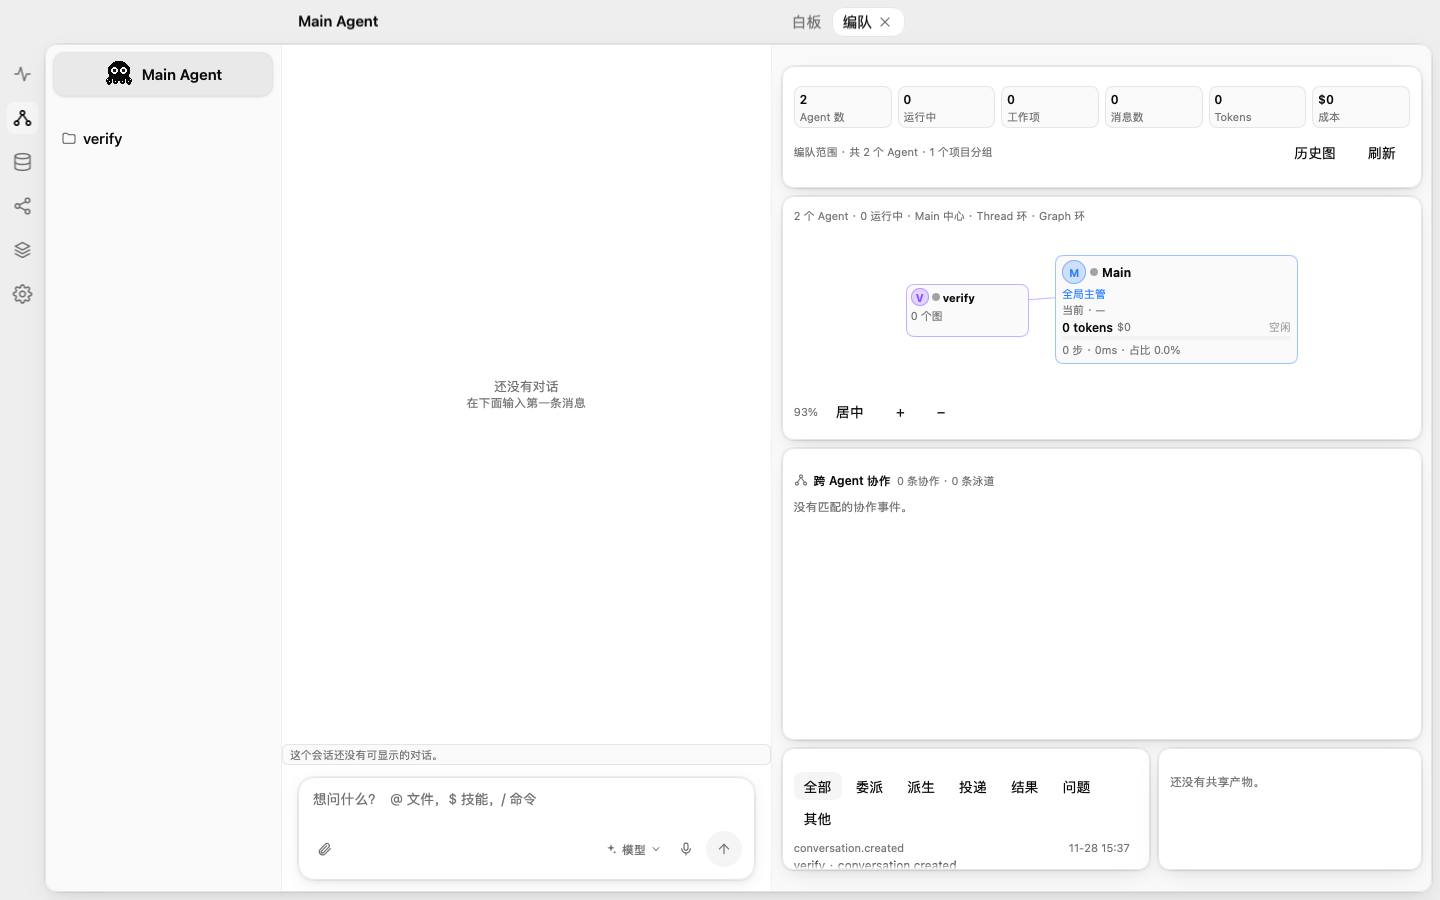 Main Agent
白板
编队
Main Agent
verify
还没有对话
在下面输入第一条消息
这个会话还没有可显示的对话。
想问什么? @ 文件, $ 技能, / 命令
模型
2
Agent 数
0
运行中
0
工作项
0
消息数
0
Tokens
$0
成本
编队范围 · 共 2 个 Agent · 1 个项目分组
历史图
刷新
2 个 Agent · 0 运行中 · Main 中心 · Thread 环 · Graph 环
V verify
0 个图
M Main
全局主管
当前 · —
0 tokens $0 空闲
0 步 · 0ms · 占比 0.0%
93% 居中 + −
跨 Agent 协作 0 条协作 · 0 条泳道
没有匹配的协作事件。
全部 委派 派生 投递 结果 问题
其他
conversation.created 11-28 15:37
verify · conversation created
还没有共享产物。